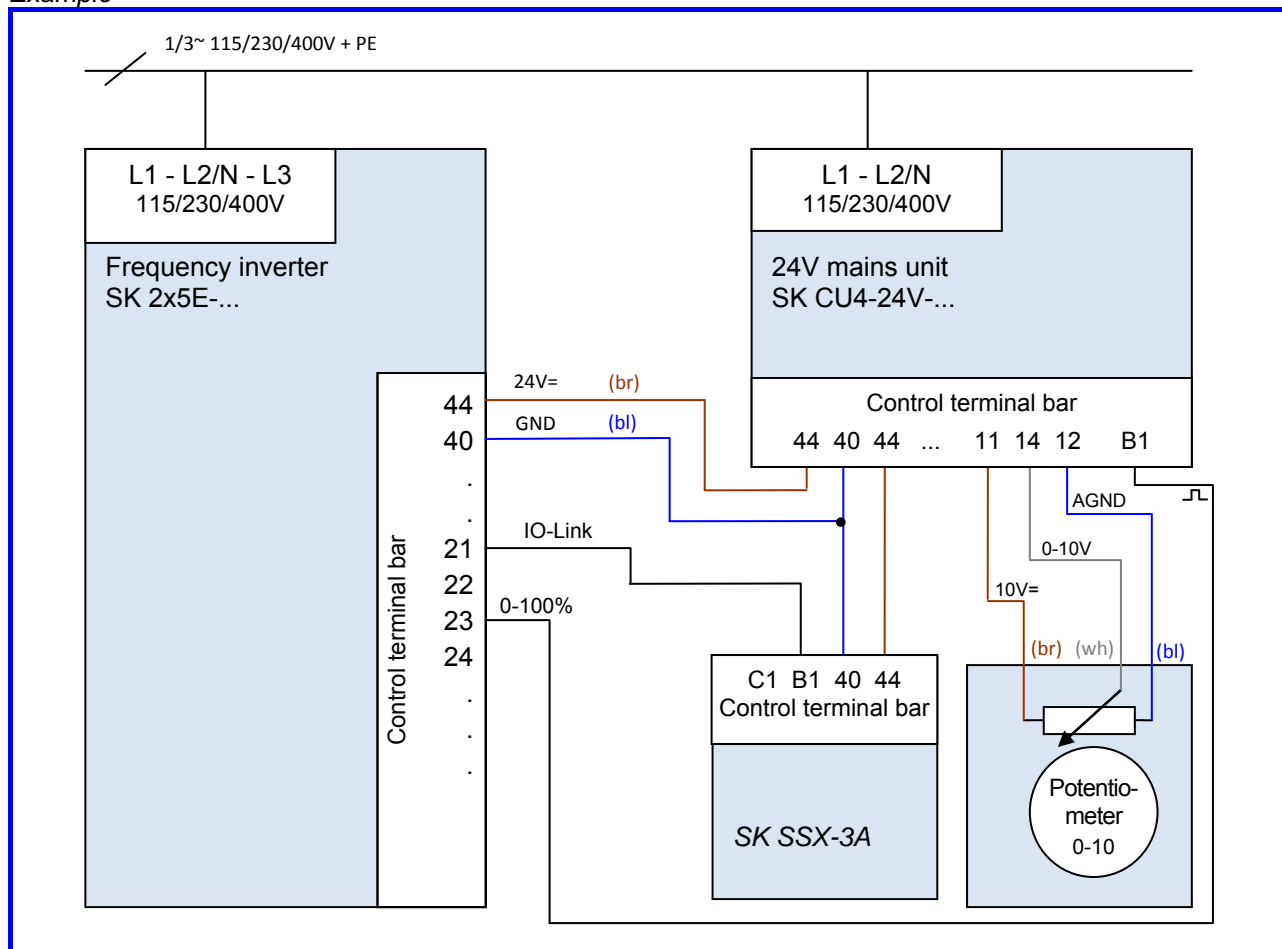 Example
1/3~ 115/230/400V + PE
L1 - L2/N - L3
115/230/400V
Frequency inverter
SK 2x5E-...
L1 - L2/N
115/230/400V
24V mains unit
SK CU4-24V-...
Control terminal bar
44 40 44 ... 11 14 12 B1
Control terminal bar
44
40
.
.
21
22
23
24
.
.
.
24V= (br)
GND (bl)
IO-Link
0-100%
AGND
0-10V
10V=
(br) (wh) (bl)
C1 B1 40 44
Control terminal bar
SK SSX-3A
Potentio-
meter
0-10